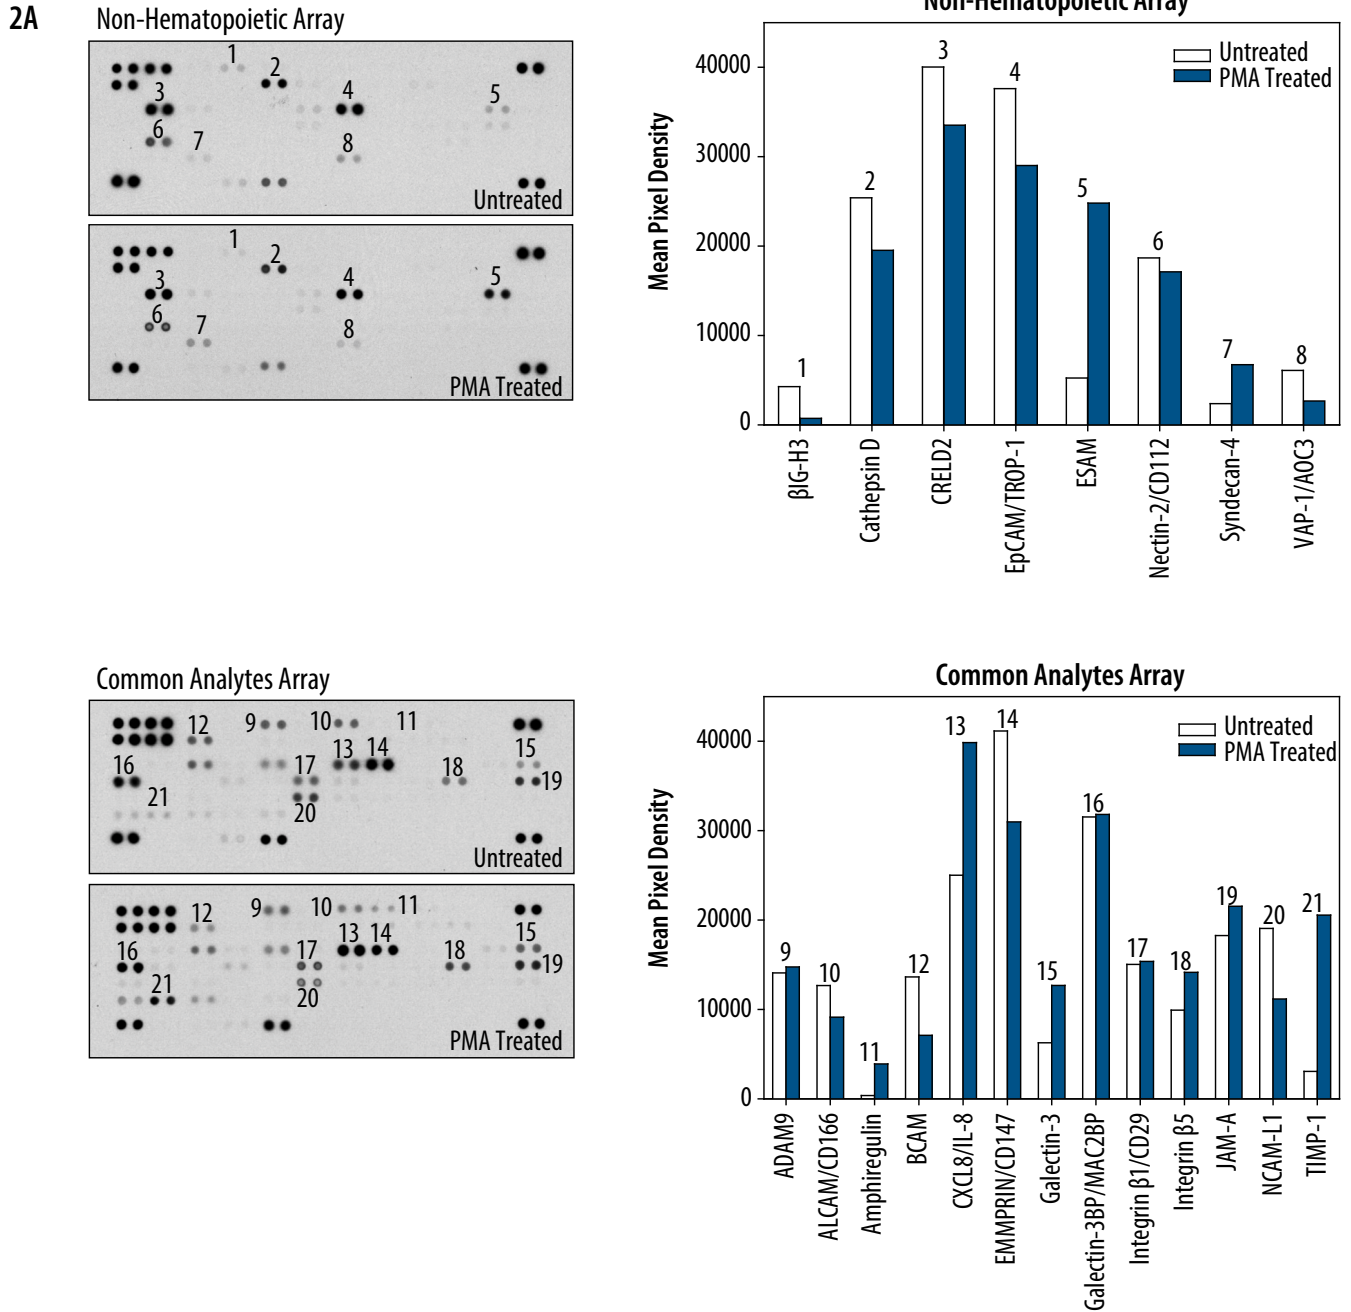 2A
Non-Hematopoietic Array
1
2
3
4
5
6
7
8
Untreated
1
2
3
4
5
6
7
8
PMA Treated
Non-Hematopoietic Array
Untreated
PMA Treated
Mean Pixel Density
40000
30000
20000
10000
0
1
2
3
4
5
6
7
8
βIG-H3
Cathepsin D
CRELD2
EpCAM/TROP-1
ESAM
Nectin-2/CD112
Syndecan-4
VAP-1/AOC3
Common Analytes Array
12
9
10
11
13
14
15
16
17
18
19
21
20
Untreated
12
9
10
11
13
14
15
16
17
18
19
21
20
PMA Treated
Common Analytes Array
Untreated
PMA Treated
Mean Pixel Density
40000
30000
20000
10000
0
9
10
11
12
13
14
15
16
17
18
19
20
21
ADAM9
ALCAM/CD166
Amphiregulin
BCAM
CXCL8/IL-8
EMMPRIN/CD147
Galectin-3
Galectin-3BP/MAC2BP
Integrin β1/CD29
Integrin β5
JAM-A
NCAM-L1
TIMP-1